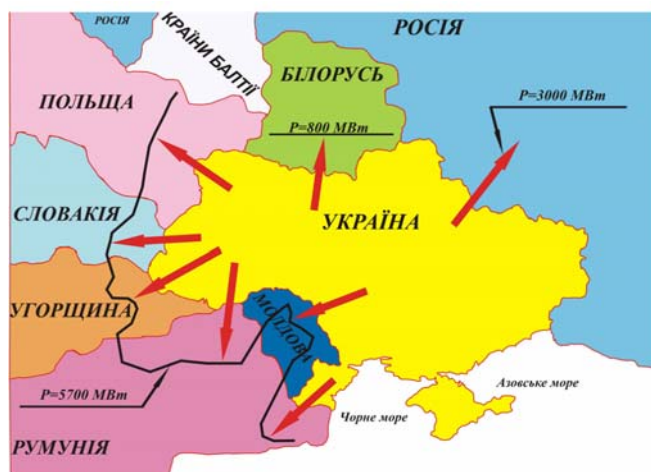 РОСІЯ
КРАЇНИ БАЛТІЇ
РОСІЯ
БІЛОРУСЬ
ПОЛЬЩА
P=3000 МВт
P=800 МВт
СЛОВАКІЯ
УКРАЇНА
УГОРЩИНА
МОЛДОВА
P=5700 МВт
Азовське море
Чорне море
РУМУНІЯ